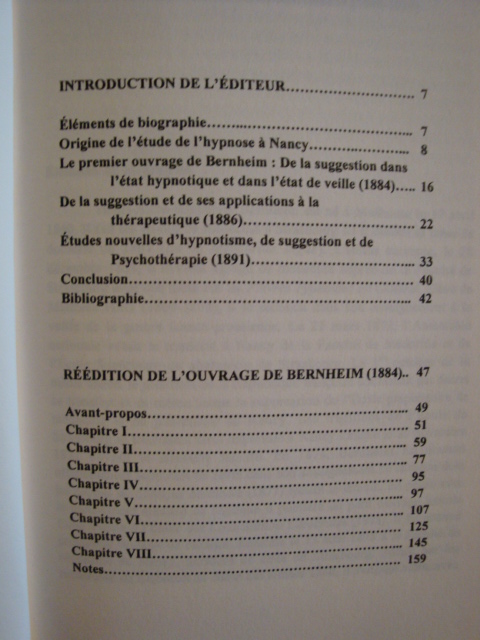 INTRODUCTION DE L'ÉDITEUR.............................. 7
Éléments de biographie.......................................... 7
Origine de l'étude de l'hypnose à Nancy...................... 8
Le premier ouvrage de Bernheim : De la suggestion dans
l'état hypnotique et dans l'état de veille (1884)..... 16
De la suggestion et de ses applications à la
thérapeutique (1886)................................... 22
Études nouvelles d'hypnotisme, de suggestion et de
Psychothérapie (1891)................................. 33
Conclusion........................................................ 40
Bibliographie..................................................... 42
RÉÉDITION DE L'OUVRAGE DE BERNHEIM (1884).. 47
Avant-propos..................................................... 49
Chapitre I......................................................... 51
Chapitre II........................................................ 59
Chapitre III....................................................... 77
Chapitre IV....................................................... 95
Chapitre V........................................................ 97
Chapitre VI....................................................... 107
Chapitre VII...................................................... 125
Chapitre VIII..................................................... 145
Notes.............................................................. 159